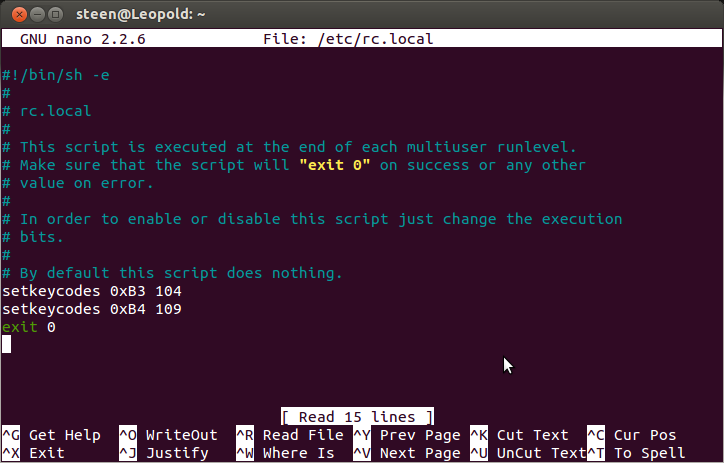 steen@Leopold: ~
GNU nano 2.2.6 File: /etc/rc.local
#!/bin/sh -e
#
# rc.local
#
# This script is executed at the end of each multiuser runlevel.
# Make sure that the script will "exit 0" on success or any other
# value on error.
#
# In order to enable or disable this script just change the execution
# bits.
#
# By default this script does nothing.
setkeycodes 0xB3 104
setkeycodes 0xB4 109
exit 0
[ Read 15 lines ]
^G Get Help ^O WriteOut ^R Read File ^Y Prev Page ^K Cut Text ^C Cur Pos
^X Exit ^J Justify ^W Where Is ^V Next Page ^U UnCut Text ^T To Spell